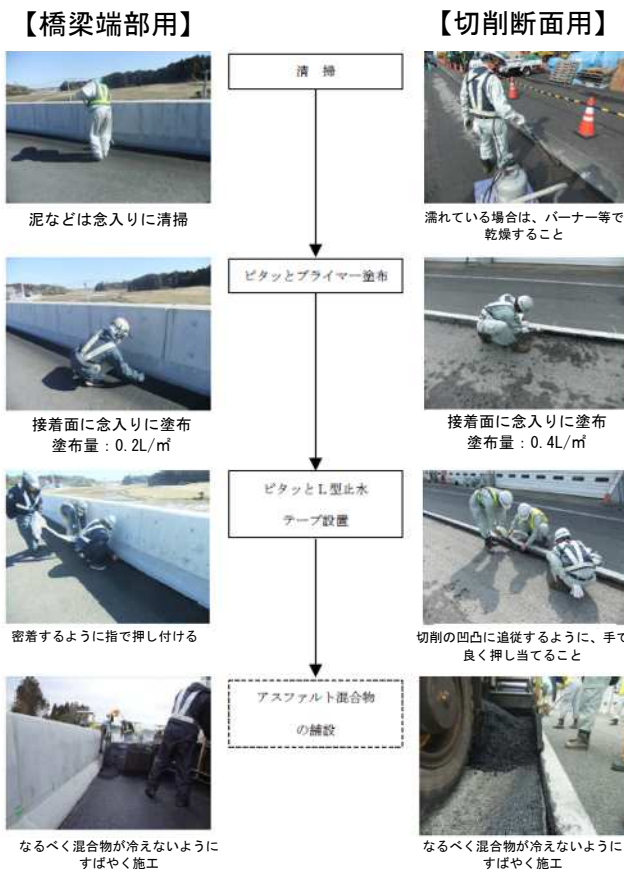 【橋梁端部用】
【切削断面用】
清 掃
泥などは念入りに清掃
濡れている場合は、バーナー等で
乾燥すること
ピタッとプライマー塗布
接着面に念入りに塗布
塗布量：0.2L/㎡
接着面に念入りに塗布
塗布量：0.4L/㎡
ピタッとL型止水
テープ設置
密着するように指で押し付ける
切削の凹凸に追従するように、手で
良く押し当てること
アスファルト混合物
の舗設
なるべく混合物が冷えないように
すばやく施工
なるべく混合物が冷えないように
すばやく施工